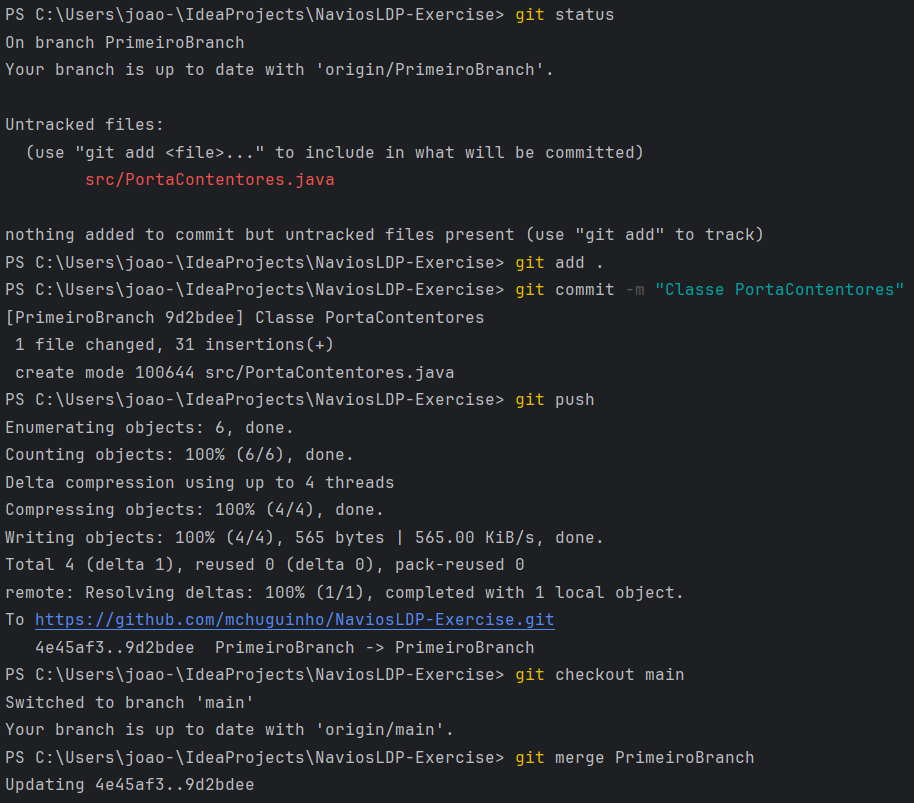 PS C:\Users\joao-\IdeaProjects\NaviosLDP-Exercise> git status
On branch PrimeiroBranch
Your branch is up to date with 'origin/PrimeiroBranch'.
Untracked files:
  (use "git add <file>..." to include in what will be committed)
        src/PortaContentores.java
nothing added to commit but untracked files present (use "git add" to track)
PS C:\Users\joao-\IdeaProjects\NaviosLDP-Exercise> git add .
PS C:\Users\joao-\IdeaProjects\NaviosLDP-Exercise> git commit -m "Classe PortaContentores"
[PrimeiroBranch 9d2bdee] Classe PortaContentores
 1 file changed, 31 insertions(+)
 create mode 100644 src/PortaContentores.java
PS C:\Users\joao-\IdeaProjects\NaviosLDP-Exercise> git push
Enumerating objects: 6, done.
Counting objects: 100% (6/6), done.
Delta compression using up to 4 threads
Compressing objects: 100% (4/4), done.
Writing objects: 100% (4/4), 565 bytes | 565.00 KiB/s, done.
Total 4 (delta 1), reused 0 (delta 0), pack-reused 0
remote: Resolving deltas: 100% (1/1), completed with 1 local object.
To https://github.com/mchuguinho/NaviosLDP-Exercise.git
   4e45af3..9d2bdee  PrimeiroBranch -> PrimeiroBranch
PS C:\Users\joao-\IdeaProjects\NaviosLDP-Exercise> git checkout main
Switched to branch 'main'
Your branch is up to date with 'origin/main'.
PS C:\Users\joao-\IdeaProjects\NaviosLDP-Exercise> git merge PrimeiroBranch
Updating 4e45af3..9d2bdee